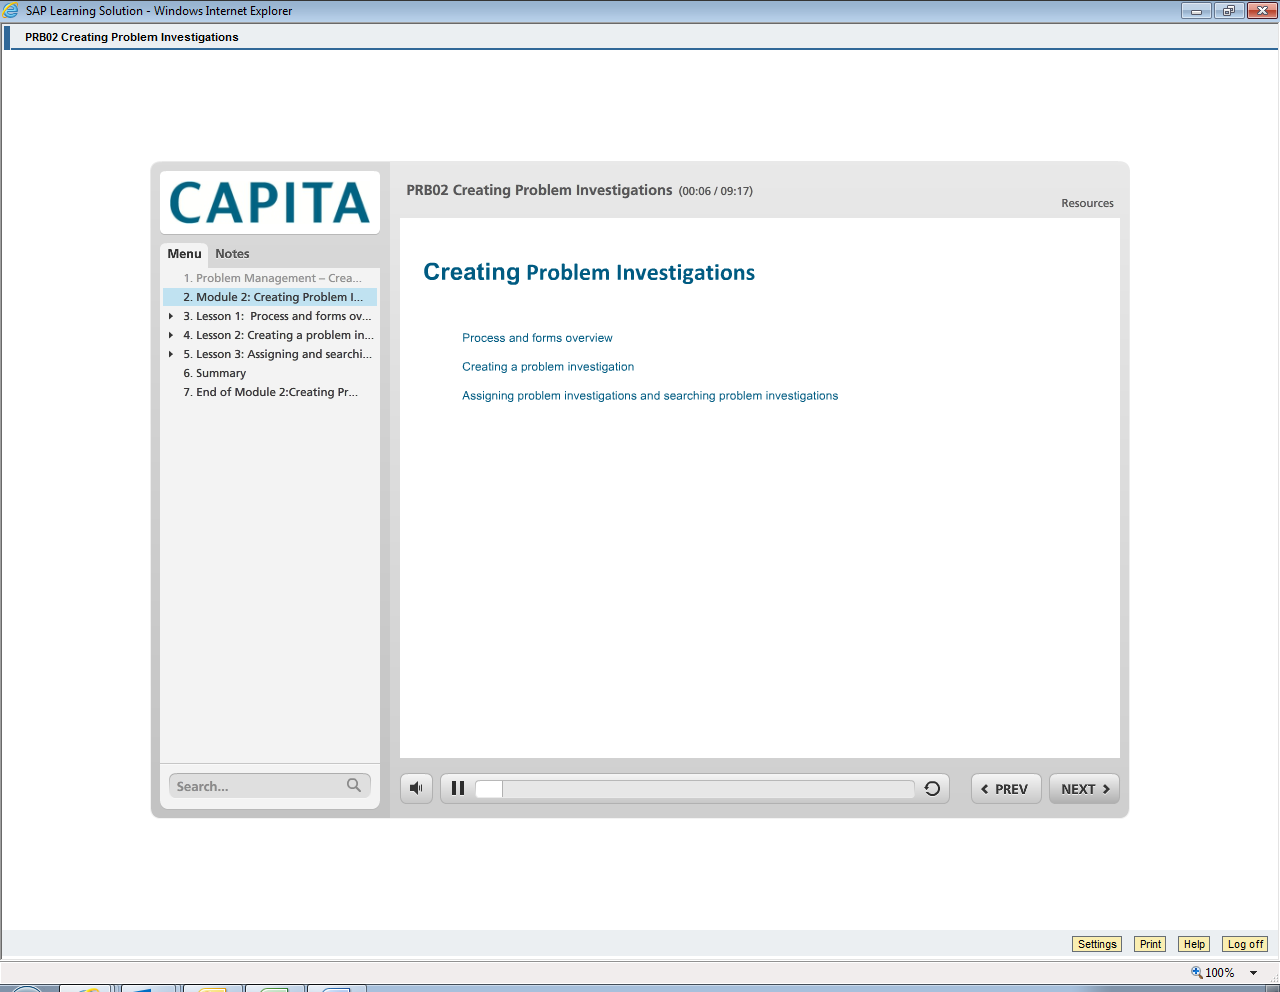 SAP Learning Solution - Windows Internet Explorer
PRB02 Creating Problem Investigations
CAPITA
PRB02 Creating Problem Investigations (00:06 / 09:17)
Resources
Menu
Notes
1. Problem Management – Crea...
2. Module 2: Creating Problem I...
3. Lesson 1: Process and forms ov...
4. Lesson 2: Creating a problem in...
5. Lesson 3: Assigning and searchi...
6. Summary
7. End of Module 2:Creating Pr...
Search...
Creating Problem Investigations
Process and forms overview
Creating a problem investigation
Assigning problem investigations and searching problem investigations
PREV
NEXT
Settings
Print
Help
Log off
100%